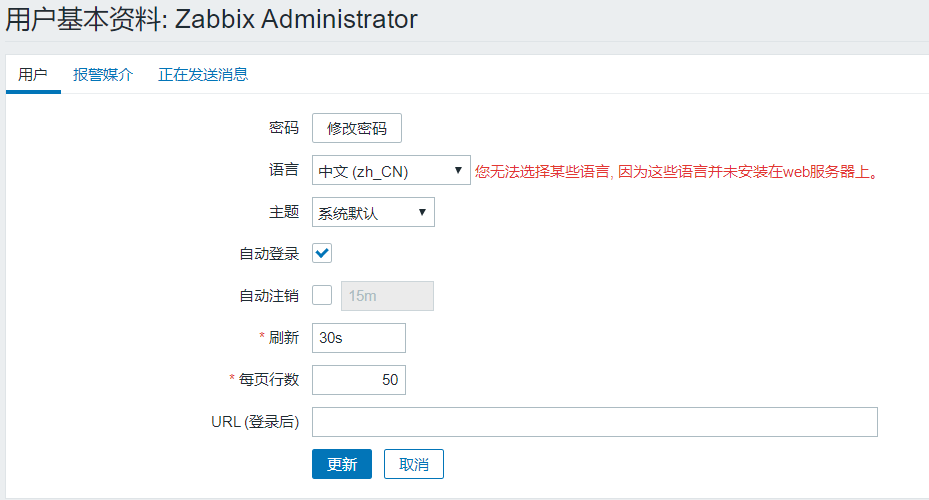 用户基本资料: Zabbix Administrator
用户 报警媒介 正在发送消息
密码 修改密码
语言 中文 (zh_CN) 您无法选择某些语言, 因为这些语言并未安装在web服务器上。
主题 系统默认
自动登录
自动注销 15m
* 刷新 30s
* 每页行数 50
URL (登录后)
更新 取消